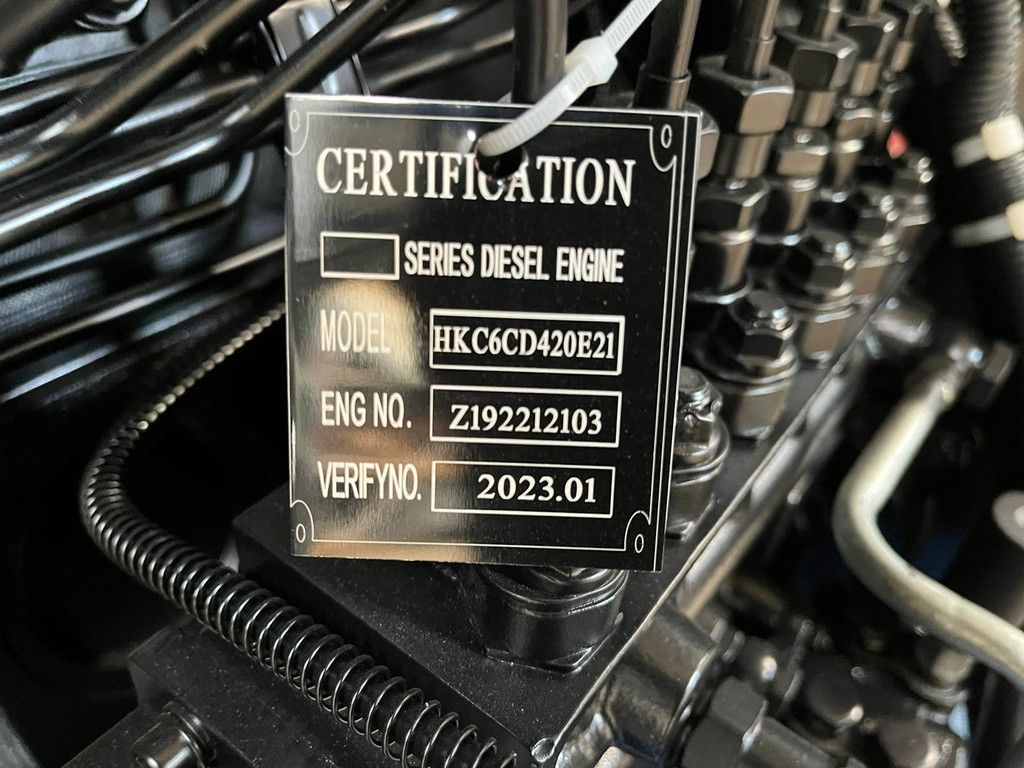 CERTIFICATION
SERIES DIESEL ENGINE
MODEL HKC6CD420E21
ENG NO. Z192212103
VERIFYNO. 2023.01